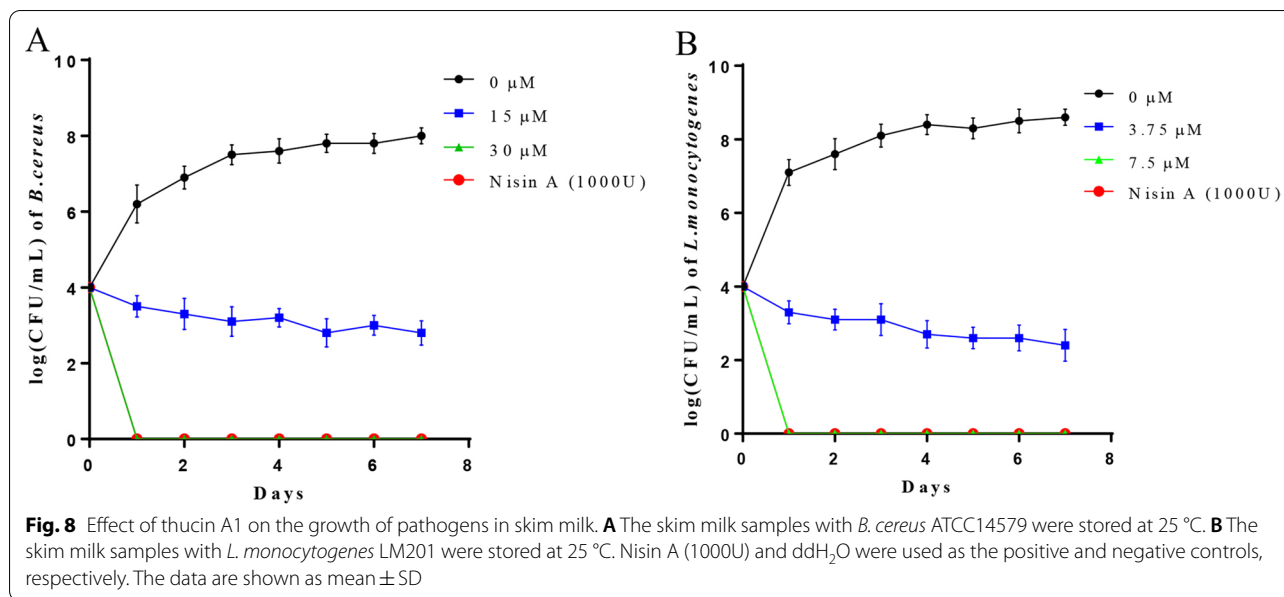 A
10
8
6
4
2
0
log(CFU/mL) of B.cereus
0 2 4 6 8
Days
0 μM
15 μM
30 μM
Nisin A (1000U)
B
10
8
6
4
2
0
log(CFU/mL) of L.monocytogenes
0 2 4 6 8
Days
0 μM
3.75 μM
7.5 μM
Nisin A (1000U)
Fig. 8 Effect of thucin A1 on the growth of pathogens in skim milk. A The skim milk samples with B. cereus ATCC14579 were stored at 25 °C. B The
skim milk samples with L. monocytogenes LM201 were stored at 25 °C. Nisin A (1000U) and ddH₂O were used as the positive and negative controls,
respectively. The data are shown as mean ± SD